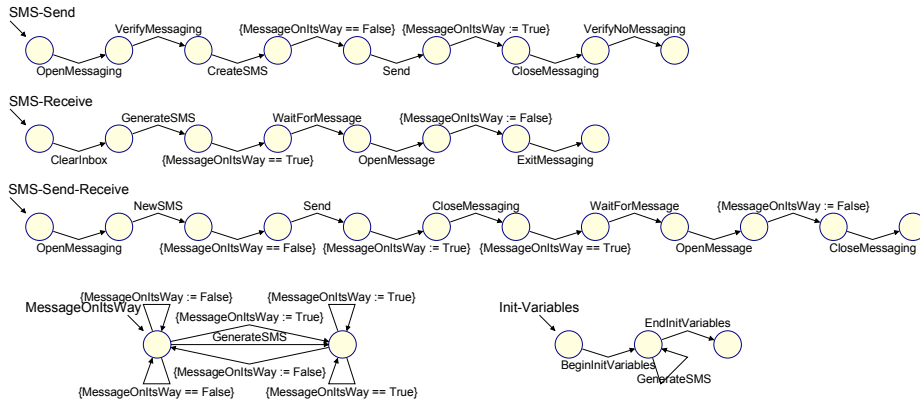 SMS-Send
VerifyMessaging
{MessageOnItsWay == False}
{MessageOnItsWay := True}
VerifyNoMessaging
OpenMessaging
CreateSMS
Send
CloseMessaging
SMS-Receive
GenerateSMS
WaitForMessage
{MessageOnItsWay := False}
ClearInbox
{MessageOnItsWay == True}
OpenMessage
ExitMessaging
SMS-Send-Receive
NewSMS
Send
CloseMessaging
WaitForMessage
{MessageOnItsWay := False}
OpenMessaging
{MessageOnItsWay == False}
{MessageOnItsWay := True}
{MessageOnItsWay == True}
OpenMessage
CloseMessaging
{MessageOnItsWay := False}
{MessageOnItsWay := True}
MessageOnItsWay
{MessageOnItsWay := True}
GenerateSMS
{MessageOnItsWay := False}
{MessageOnItsWay == False}
{MessageOnItsWay == True}
Init-Variables
EndInitVariables
BeginInitVariables
GenerateSMS